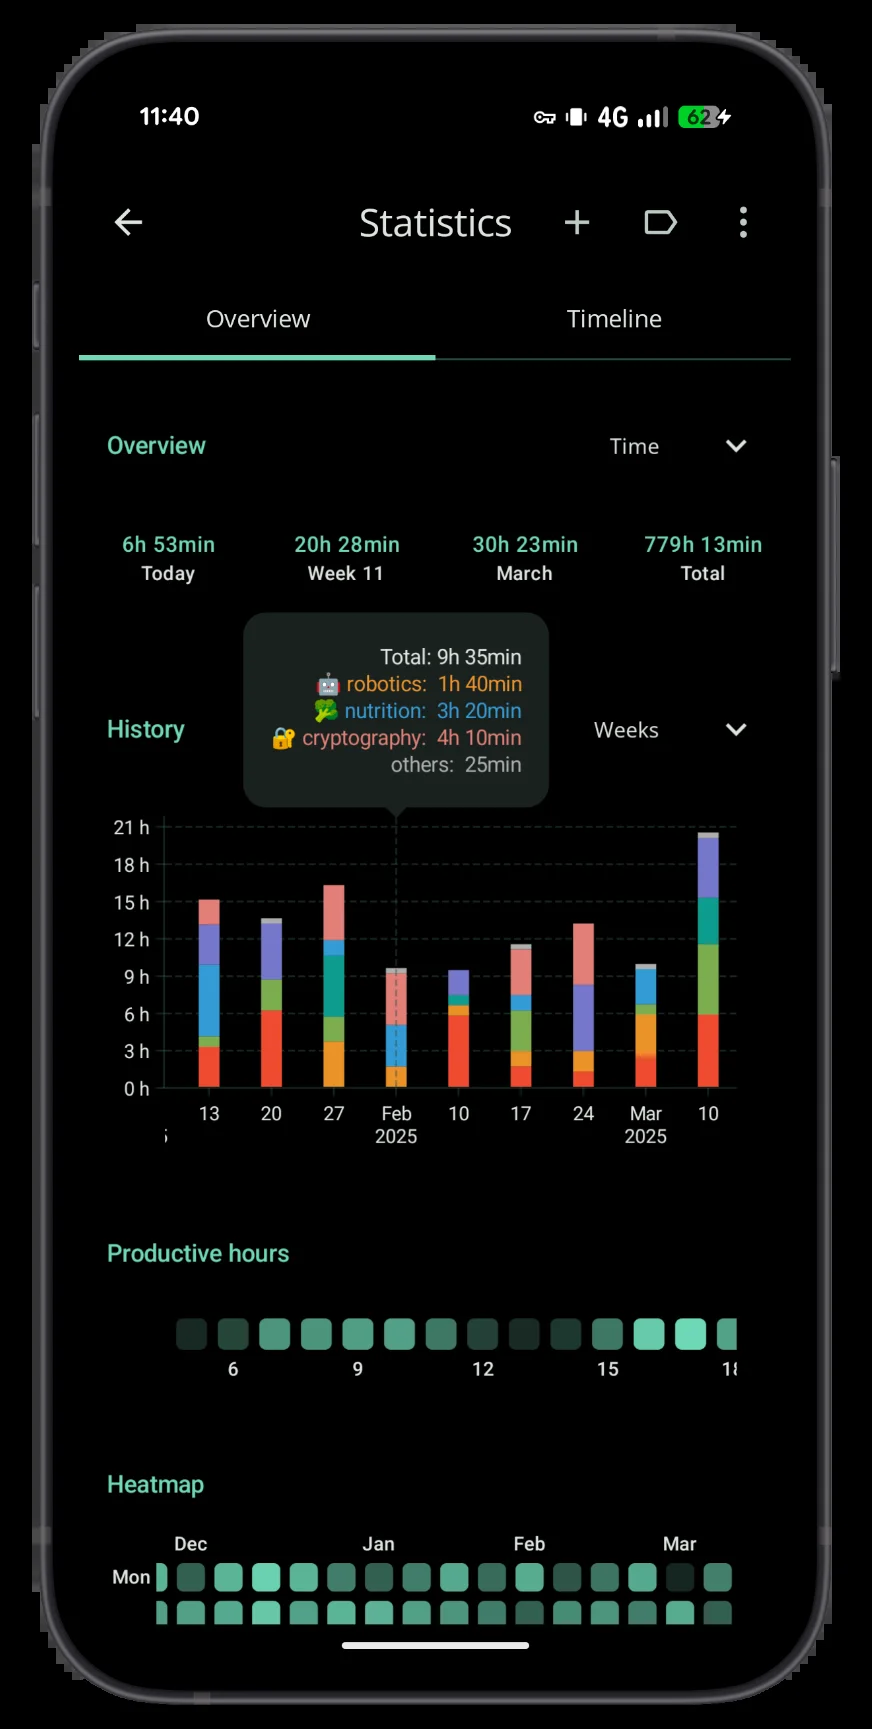 11:40
4G
62
Statistics
Overview
Timeline
Overview
Time
6h 53min
20h 28min
30h 23min
779h 13min
Today
Week 11
March
Total
Total: 9h 35min
robotics: 1h 40min
nutrition: 3h 20min
cryptography: 4h 10min
others: 25min
History
Weeks
21 h
18 h
15 h
12 h
9 h
6 h
3 h
0 h
13
20
27
Feb
10
17
24
Mar
10
2025
2025
Productive hours
6
9
12
15
Heatmap
Dec
Jan
Feb
Mar
Mon